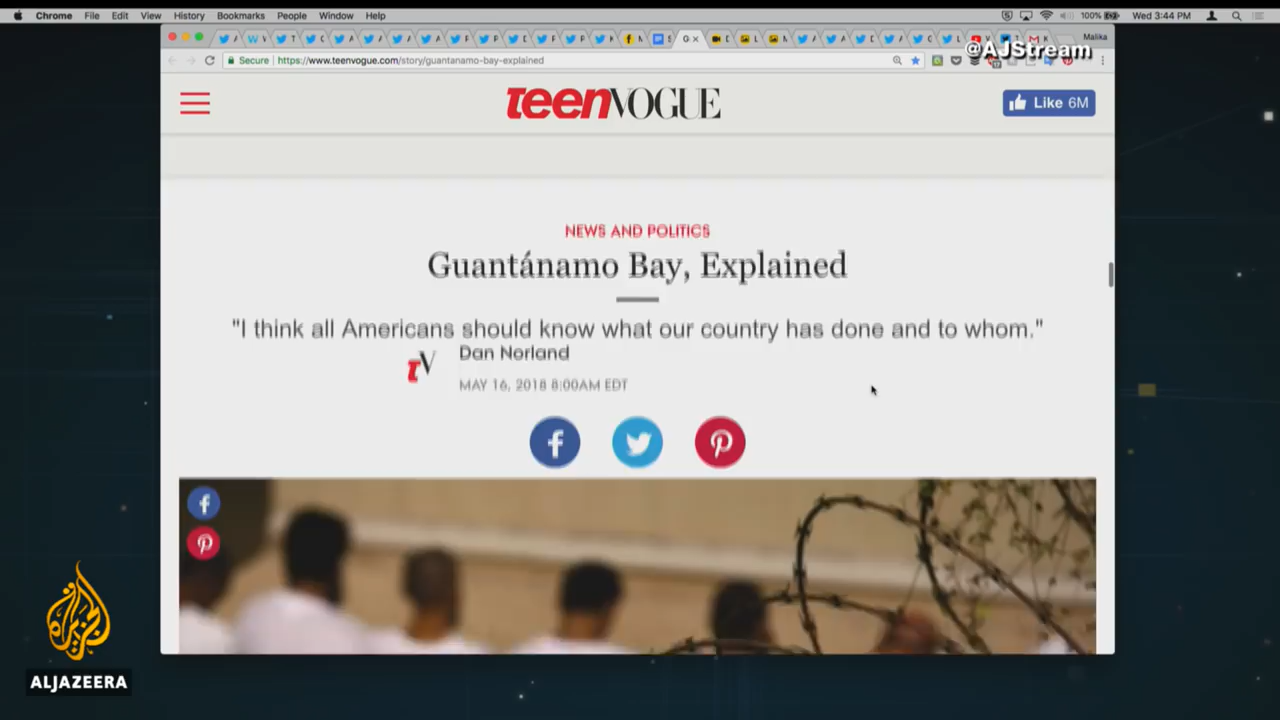 Chrome File Edit View History Bookmarks People Window Help
100%
Wed 3:44 PM
Malika
@AJStream
Secure https://www.teenvogue.com/story/guantanamo-bay-explained
teenVOGUE
Like 6M
NEWS AND POLITICS
Guantánamo Bay, Explained
"I think all Americans should know what our country has done and to whom."
TV
Dan Norland
MAY 16, 2018 8:00AM EDT
الجزيرة
ALJAZEERA